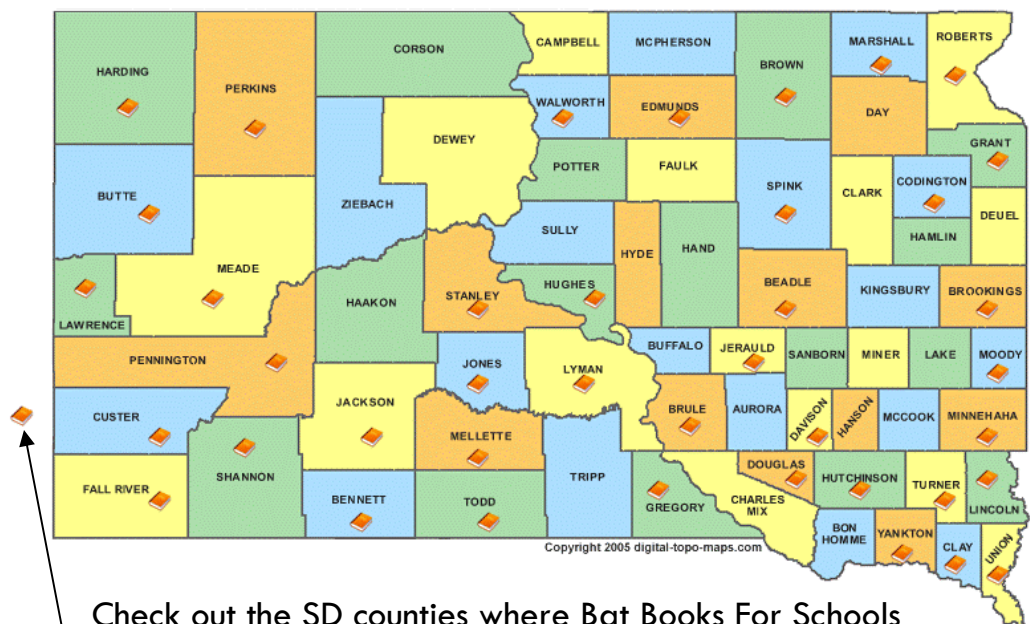 HARDING
PERKINS
CORSON
CAMPBELL
MCPHERSON
BROWN
MARSHALL
ROBERTS
WALWORTH
EDMUNDS
DAY
DEWEY
GRANT
BUTTE
ZIEBACH
POTTER
FAULK
SPINK
CLARK
CODINGTON
DEUEL
MEADE
SULLY
HYDE
HAND
HAMLIN
LAWRENCE
HAAKON
STANLEY
HUGHES
BEADLE
KINGSBURY
BROOKINGS
PENNINGTON
JONES
LYMAN
BUFFALO
JERAULD
SANBORN
MINER
LAKE
MOODY
CUSTER
JACKSON
MELLETTE
BRULE
AURORA
DAVISON
HANSON
MCCOOK
MINNEHAHA
FALL RIVER
SHANNON
BENNETT
TODD
TRIPP
GREGORY
CHARLES
MIX
DOUGLAS
HUTCHINSON
TURNER
LINCOLN
BON
HOMME
YANKTON
CLAY
UNION
Copyright 2005 digital-topo-maps.com
Check out the SD counties where Bat Books For Schools